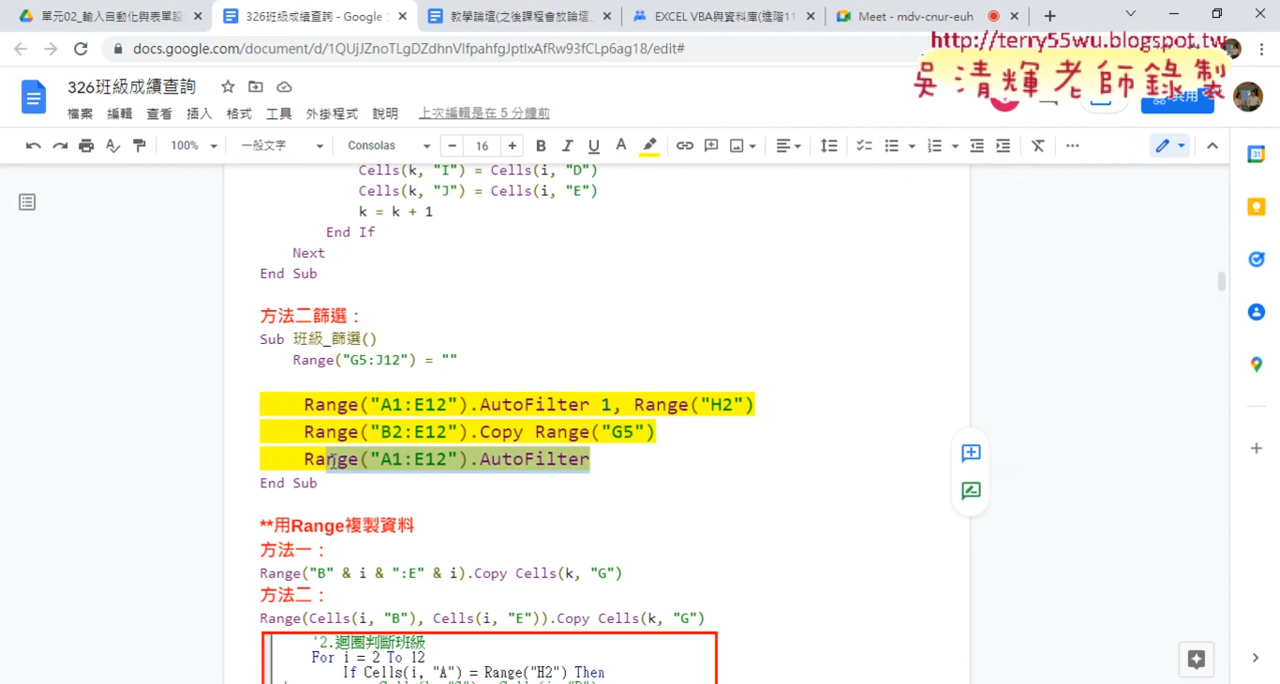 單元02_輸入自動化與表單設
326班級成績查詢 - Google
教學論壇(之後課程會放論壇
EXCEL VBA與資料庫(進階11
Meet - mdv-cnur-euh
docs.google.com/document/d/1QUjJZnoTLgDZdhnVlfpahfgJptlxAfRw93fCLp6ag18/edit#
http://terry55wu.blogspot.tw
吳清輝老師錄製
326班級成績查詢
檔案 編輯 查看 插入 格式 工具 外掛程式 說明 上次編輯是在 5 分鐘前
共用
100% 一般文字 Consolas 16
Cells(k, "I") = Cells(i, "D")
Cells(k, "J") = Cells(i, "E")
k = k + 1
End If
Next
End Sub
方法二篩選：
Sub 班級_篩選()
Range("G5:J12") = ""
Range("A1:E12").AutoFilter 1, Range("H2")
Range("B2:E12").Copy Range("G5")
Range("A1:E12").AutoFilter
End Sub
**用Range複製資料
方法一：
Range("B" & i & ":E" & i).Copy Cells(k, "G")
方法二：
Range(Cells(i, "B"), Cells(i, "E")).Copy Cells(k, "G")
'2.迴圈判斷班級
For i = 2 To 12
If Cells(i, "A") = Range("H2") Then